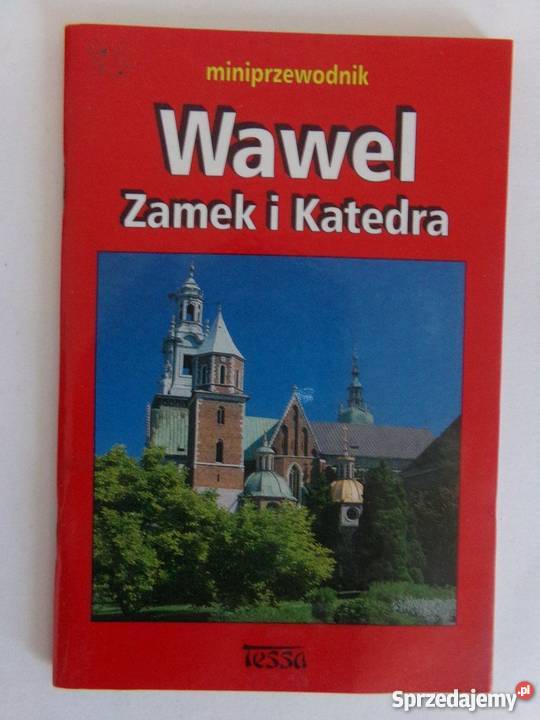 miniprzewodnik
Wawel
Zamek i Katedra
Tessa
Sprzedajemy.pl